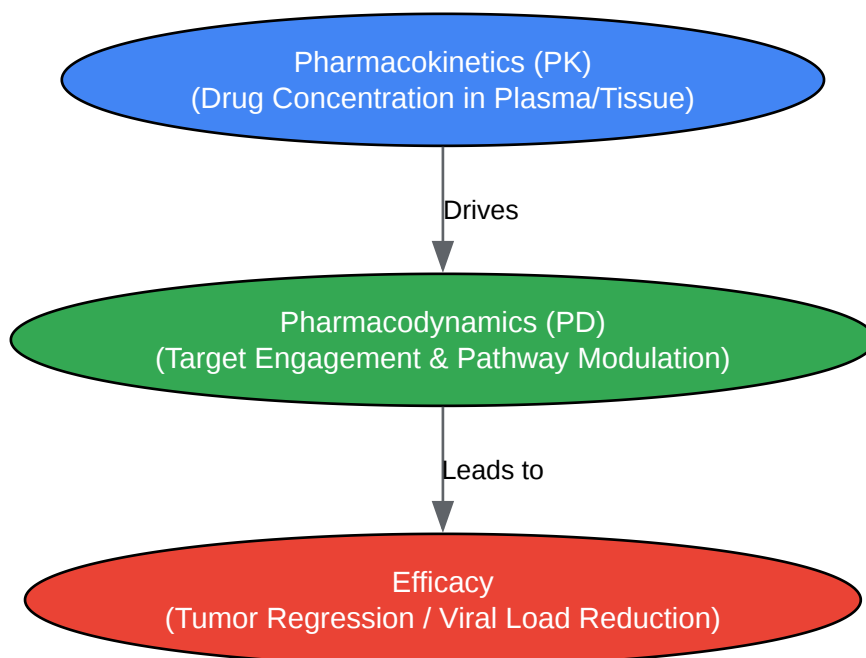 Pharmacokinetics (PK)
(Drug Concentration in Plasma/Tissue)
Drives
Pharmacodynamics (PD)
(Target Engagement & Pathway Modulation)
Leads to
Efficacy
(Tumor Regression / Viral Load Reduction)